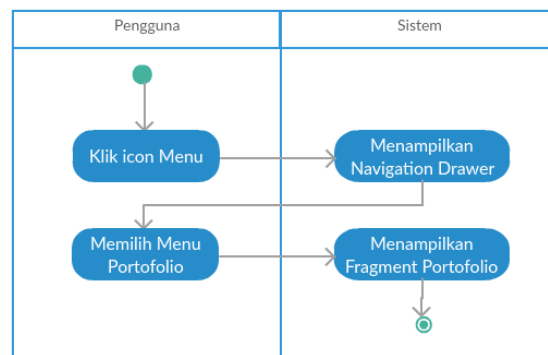 Pengguna
Sistem
Klik icon Menu
Menampilkan
Navigation Drawer
Memilih Menu
Portofolio
Menampilkan
Fragment Portofolio